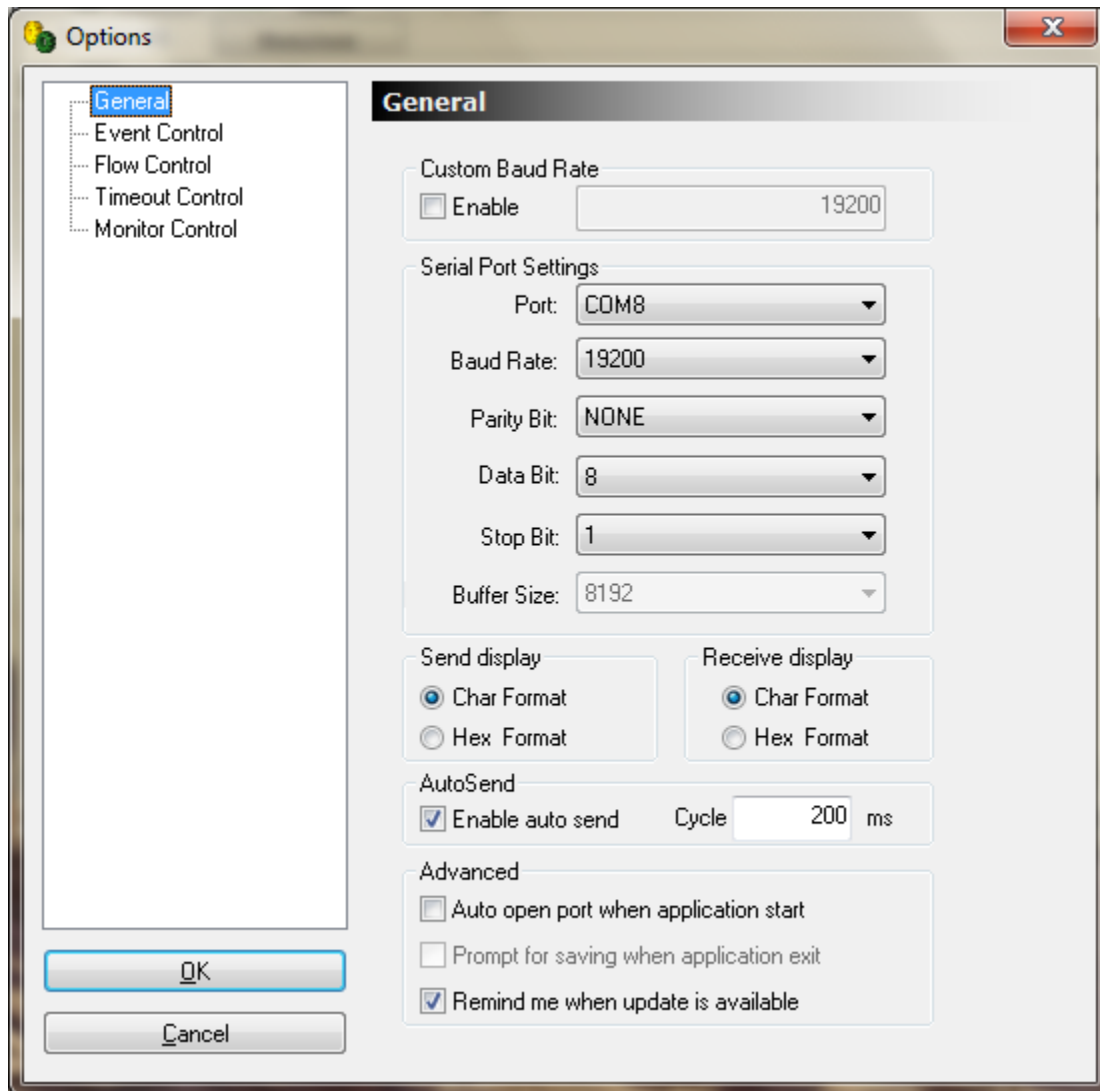 Options
General
Event Control
Flow Control
Timeout Control
Monitor Control
OK
Cancel
General
Custom Baud Rate
Enable 19200
Serial Port Settings
Port: COM8
Baud Rate: 19200
Parity Bit: NONE
Data Bit: 8
Stop Bit: 1
Buffer Size: 8192
Send display
Char Format
Hex Format
Receive display
Char Format
Hex Format
AutoSend
Enable auto send Cycle 200 ms
Advanced
Auto open port when application start
Prompt for saving when application exit
Remind me when update is available